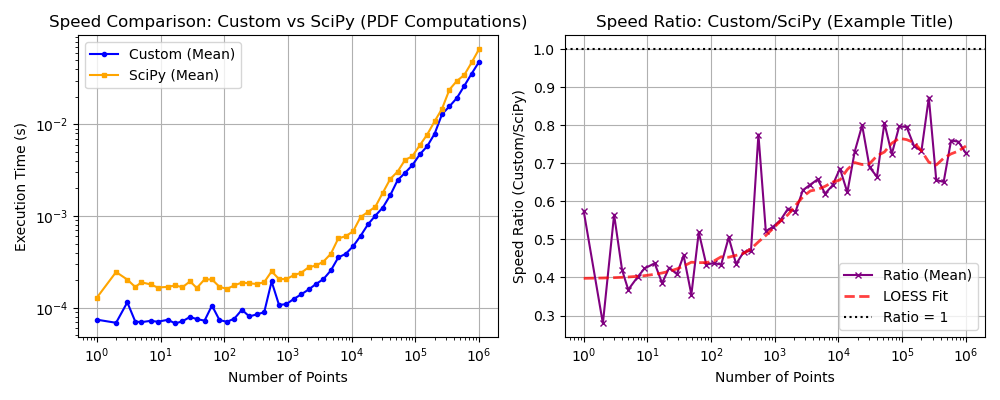 Speed Comparison: Custom vs SciPy (PDF Computations)
Custom (Mean)
SciPy (Mean)
Execution Time (s)
10⁻²
10⁻³
10⁻⁴
10⁰ 10¹ 10² 10³ 10⁴ 10⁵ 10⁶
Number of Points
Speed Ratio: Custom/SciPy (Example Title)
Speed Ratio (Custom/SciPy)
1.0
0.9
0.8
0.7
0.6
0.5
0.4
0.3
Ratio (Mean)
LOESS Fit
Ratio = 1
10⁰ 10¹ 10² 10³ 10⁴ 10⁵ 10⁶
Number of Points